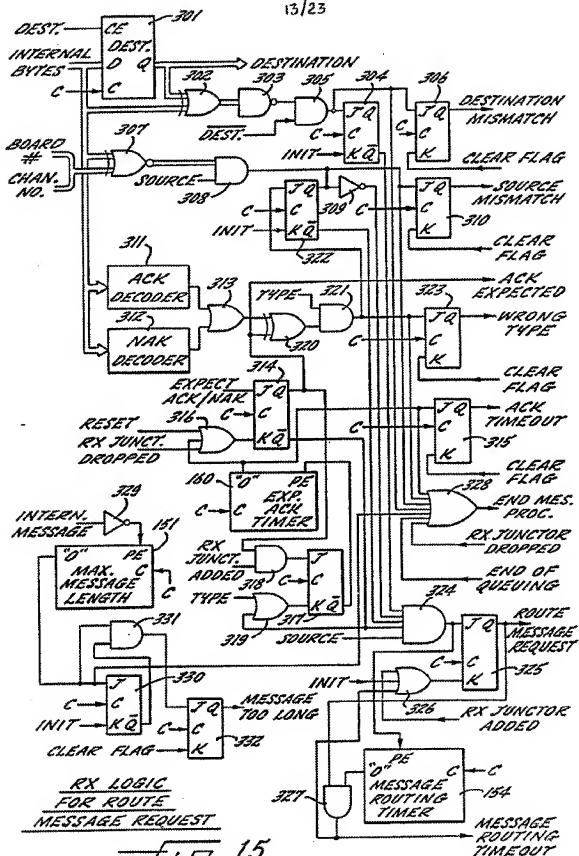 13/23
DEST.
CE
301
DEST.
INTERNAL
BYTES
D
Q
C
C
DESTINATION
302
303
305
304
306
DEST.
J Q
C
C
INIT
K Q
J Q
C
C
K
DESTINATION
MISMATCH
CLEAR FLAG
BOARD
#
CHAN.
NO.
307
SOURCE
308
J Q
C
C
INIT
K Q
309
322
J Q
C
C
K
SOURCE
MISMATCH
310
CLEAR
FLAG
311
ACK
DECODER
312
NAK
DECODER
313
TYPE
320
321
323
ACK
EXPECTED
J Q
C
C
K
WRONG
TYPE
CLEAR
FLAG
314
EXPECT
ACK/NAK
J Q
C
C
K Q
RESET
316
RX JUNCT.
DROPPED
J Q
C
C
K
ACK
TIMEOUT
315
CLEAR
FLAG
160
"0"
PE
EXP.
ACK
TIMER
C
328
END MES.
PROC.
RX JUNCTOR
DROPPED
END OF
QUEUING
INTERN.
MESSAGE
329
151
"0"
PE
C
C
MAX.
MESSAGE
LENGTH
RX
JUNCT.
ADDED
318
J
C
C
K Q
317
TYPE
319
SOURCE
324
J Q
C
C
K
325
ROUTE
MESSAGE
REQUEST
331
330
J
C
C
INIT
K Q
J Q
C
C
K
332
MESSAGE
TOO LONG
CLEAR FLAG
INIT
326
RX JUNCTOR
ADDED
327
PE
"0"
C
C
MESSAGE
ROUTING
TIMER
154
MESSAGE
ROUTING
TIMEOUT
RX LOGIC
FOR ROUTE
MESSAGE REQUEST
15